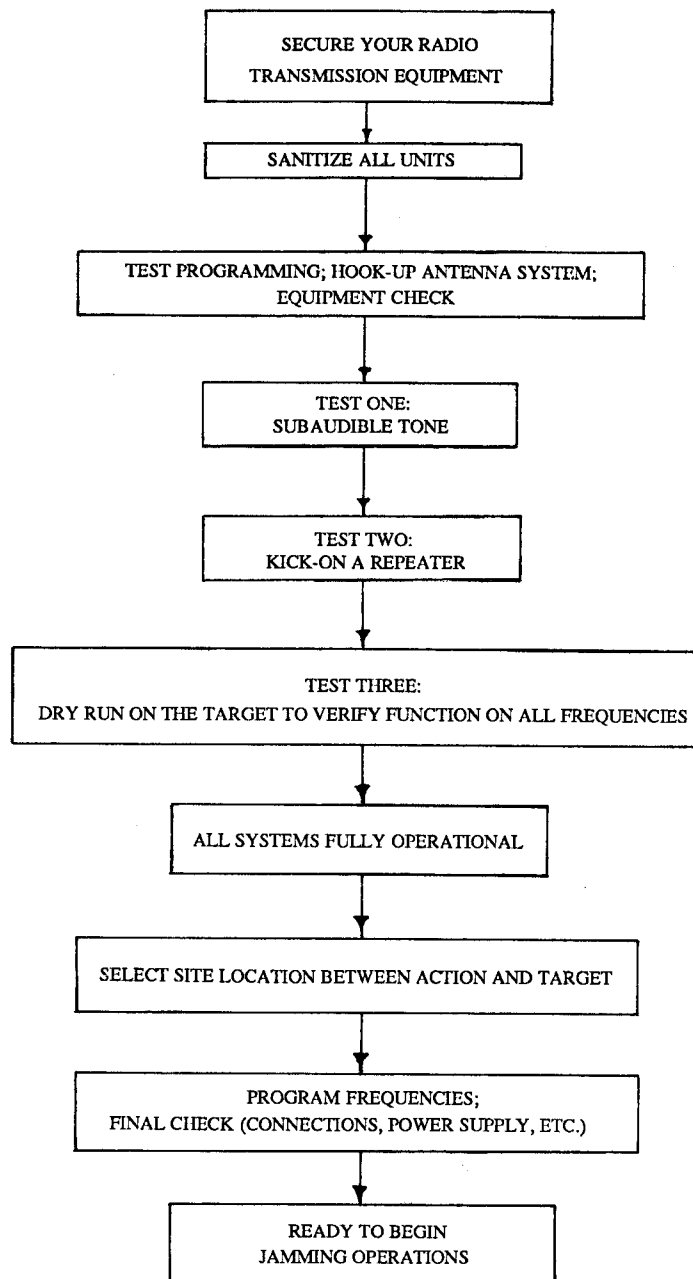 SECURE YOUR RADIO
TRANSMISSION EQUIPMENT
SANITIZE ALL UNITS
TEST PROGRAMMING; HOOK-UP ANTENNA SYSTEM;
EQUIPMENT CHECK
TEST ONE:
SUBAUDIBLE TONE
TEST TWO:
KICK-ON A REPEATER
TEST THREE:
DRY RUN ON THE TARGET TO VERIFY FUNCTION ON ALL FREQUENCIES
ALL SYSTEMS FULLY OPERATIONAL
SELECT SITE LOCATION BETWEEN ACTION AND TARGET
PROGRAM FREQUENCIES;
FINAL CHECK (CONNECTIONS, POWER SUPPLY, ETC.)
READY TO BEGIN
JAMMING OPERATIONS